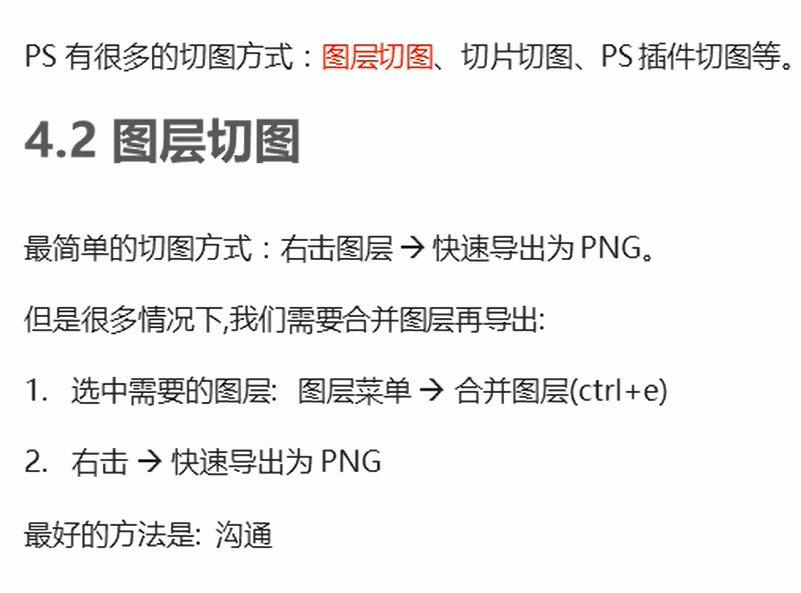 PS 有很多的切图方式：图层切图、切片切图、PS 插件切图等。
4.2 图层切图
最简单的切图方式：右击图层 → 快速导出为 PNG。
但是很多情况下,我们需要合并图层再导出:
1. 选中需要的图层: 图层菜单 → 合并图层(ctrl+e)
2. 右击 → 快速导出为 PNG
最好的方法是: 沟通